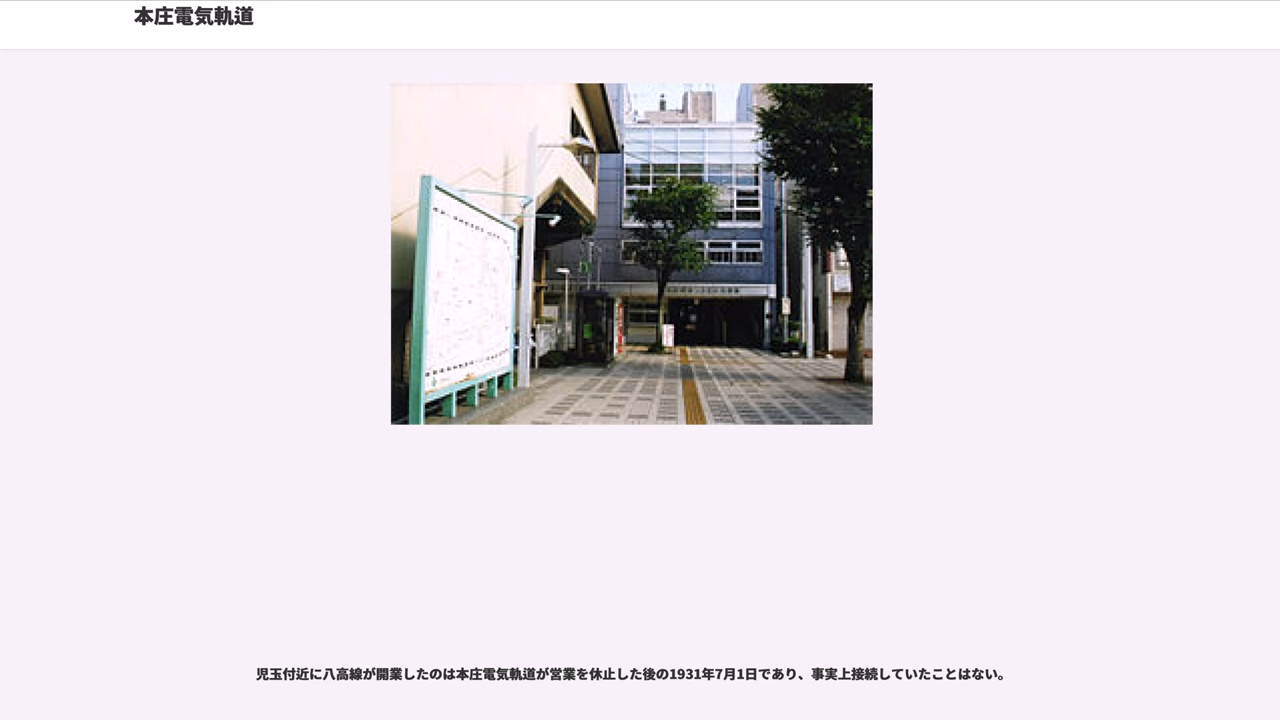 本庄電気軌道
児玉付近に八高線が開業したのは本庄電気軌道が営業を休止した後の1931年7月1日であり、事実上接続していたことはない。